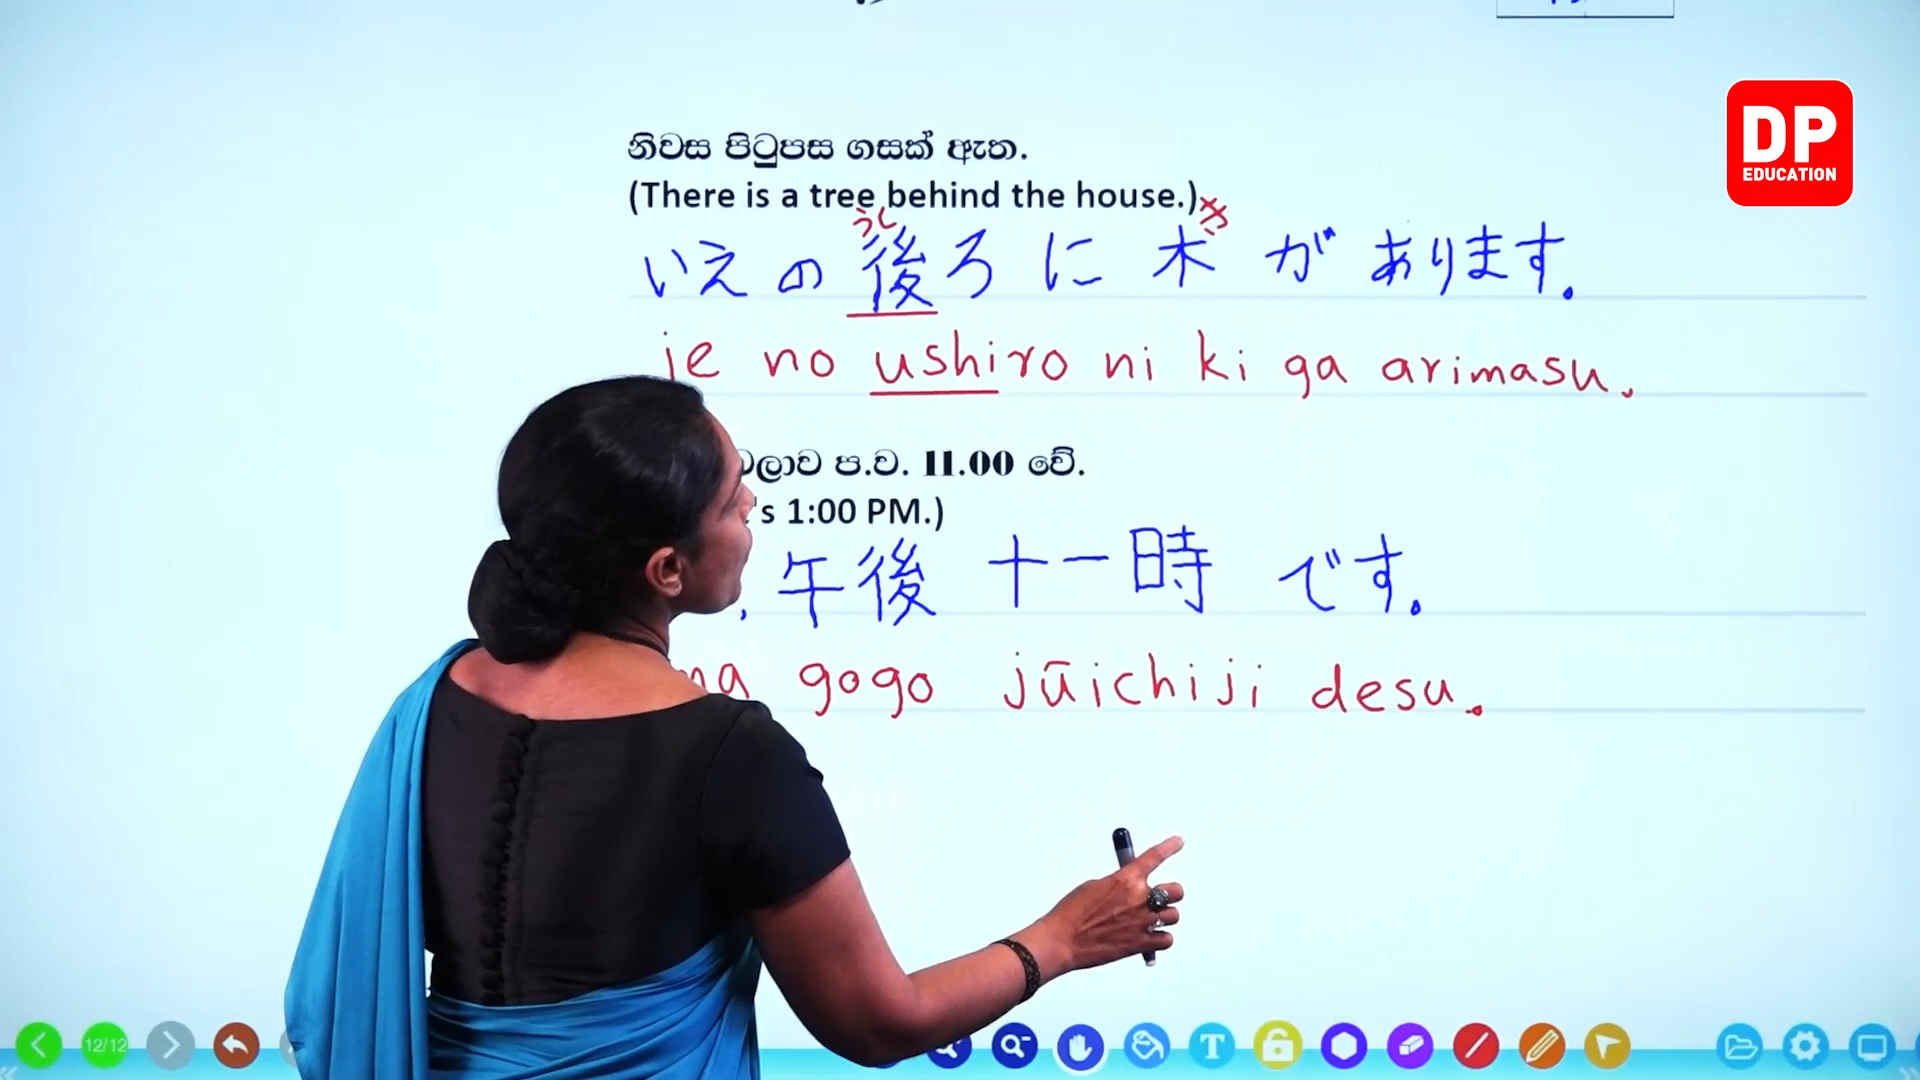 DP
EDUCATION
නිවස පිටුපස ගසක් ඇත.
(There is a tree behind the house.)
うし き
いえ の 後ろ に 木 が あります.
ie no ushiro ni ki ga arimasu.
ප.ව. 11.00 වේ.
's 1:00 PM.)
, 午後 十一時 です.
ma gogo jūichiji desu.
12/12
T